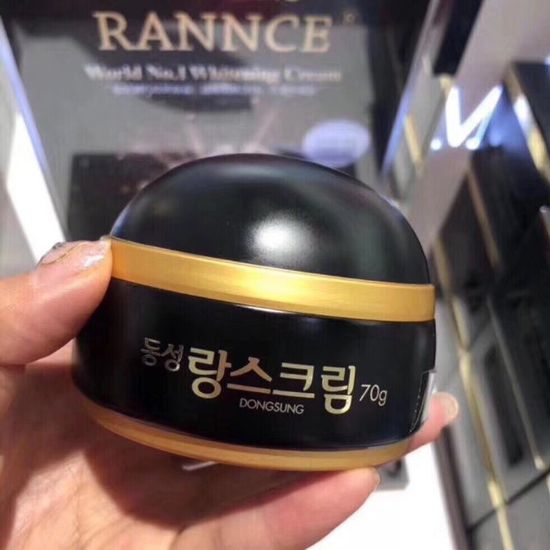 RANNCE
World No.1 Whitening Cream
동성 랑스크림 70g
DONGSUNG